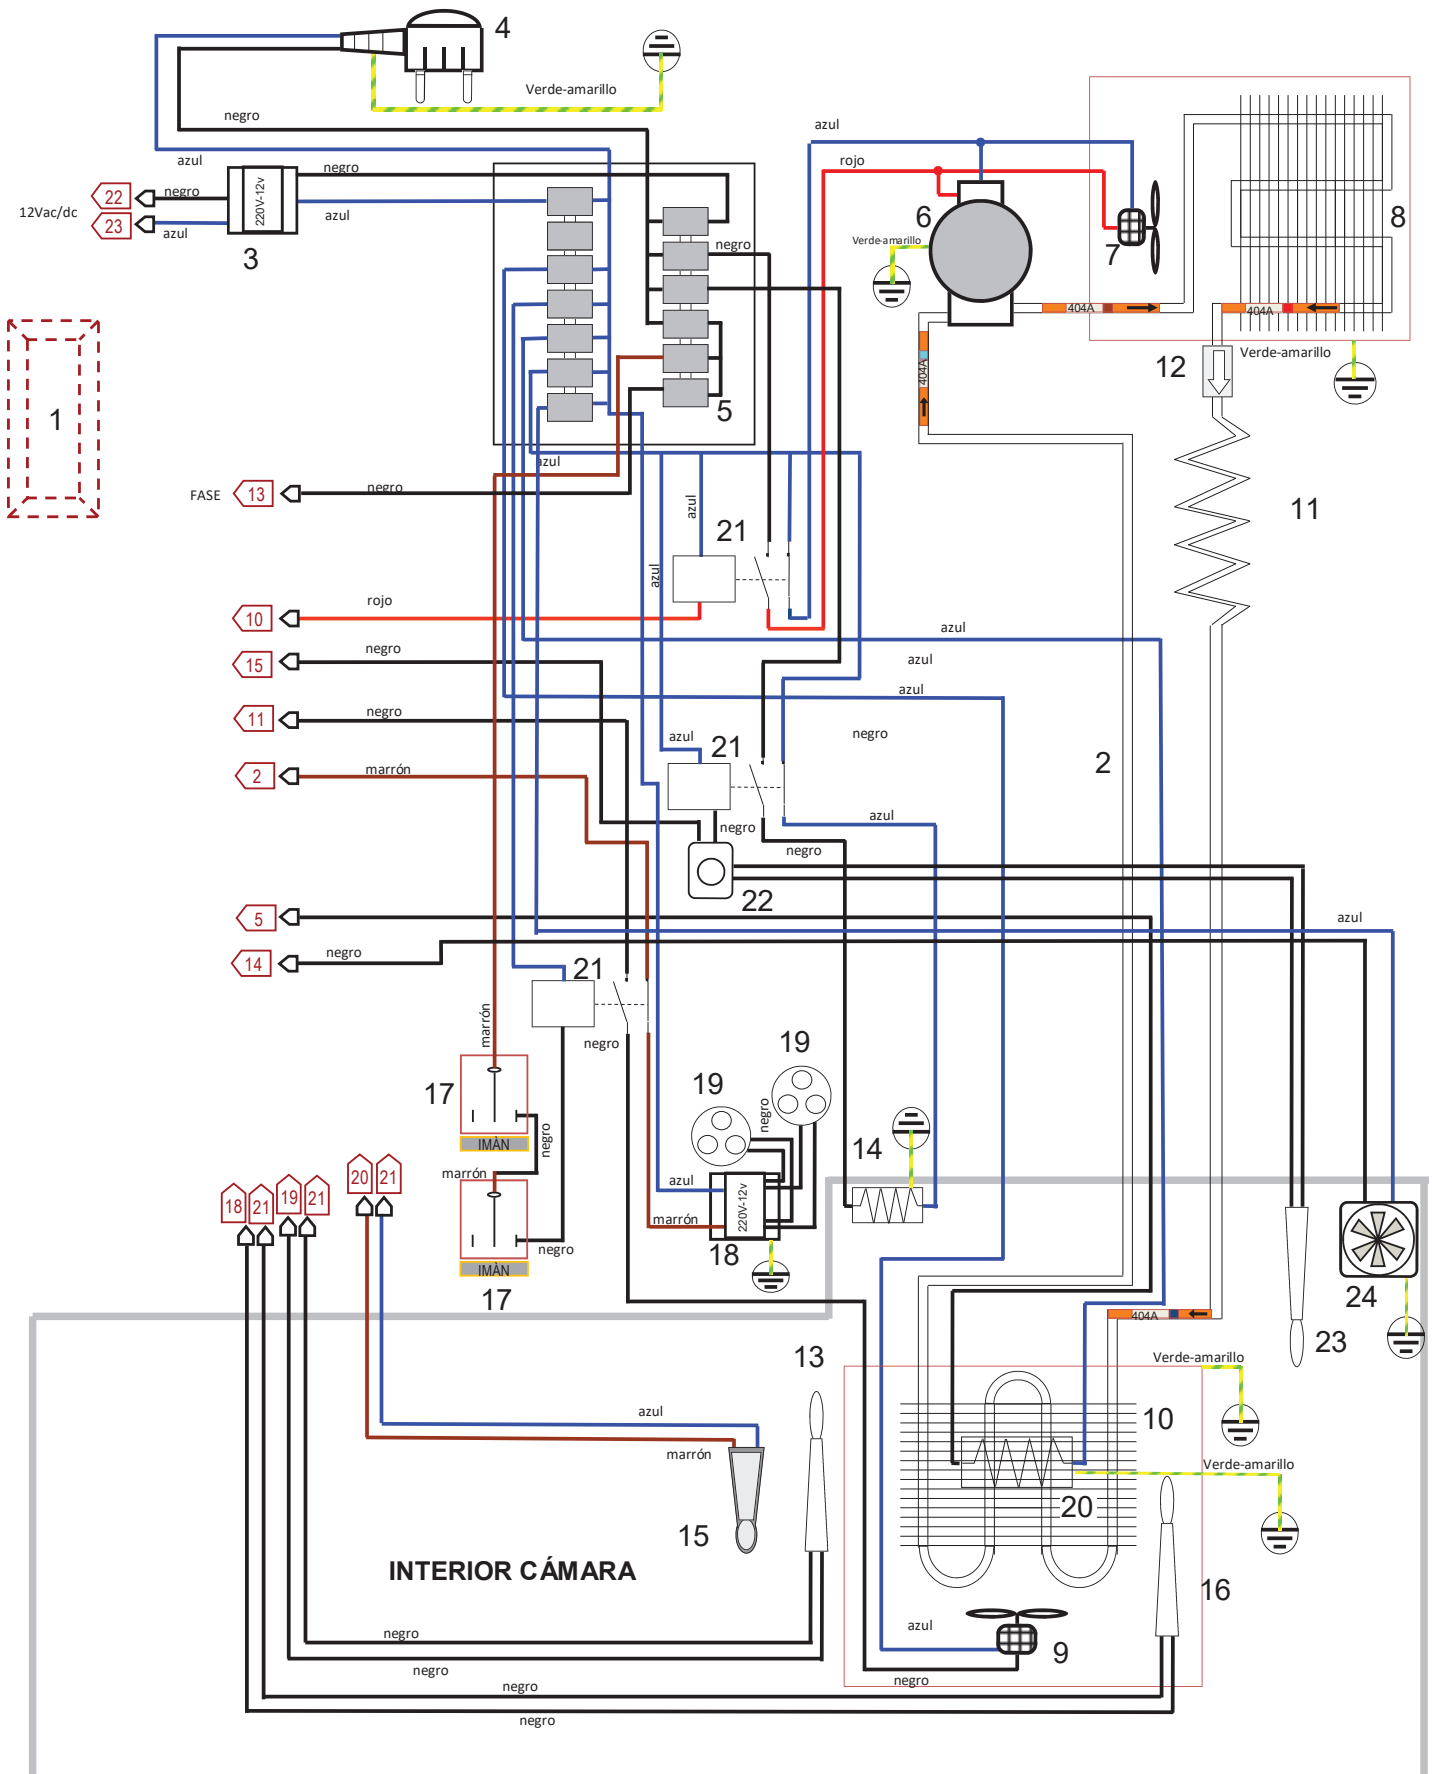 4
Verde-amarillo
negro
azul
azul
rojo
negro
negro
22
12Vac/dc
220V-12v
azul
23
azul
3
negro
6
Verde-amarillo
7
8
404A
404A
404A
12
Verde-amarillo
1
5
azul
FASE
13
negro
azul
21
11
azul
10
rojo
azul
15
negro
azul
azul
11
negro
negro
azul
21
2
2
marrón
azul
negro
negro
22
5
azul
14
negro
21
marrón
negro
19
19
17
negro
14
IMÀN
negro
marrón
20
21
18
21
19
21
azul
220V-12v
marrón
negro
18
IMÀN
17
24
404A
23
13
Verde-amarillo
azul
10
marrón
Verde-amarillo
20
15
INTERIOR CÁMARA
16
azul
9
negro
negro
negro
negro
negro